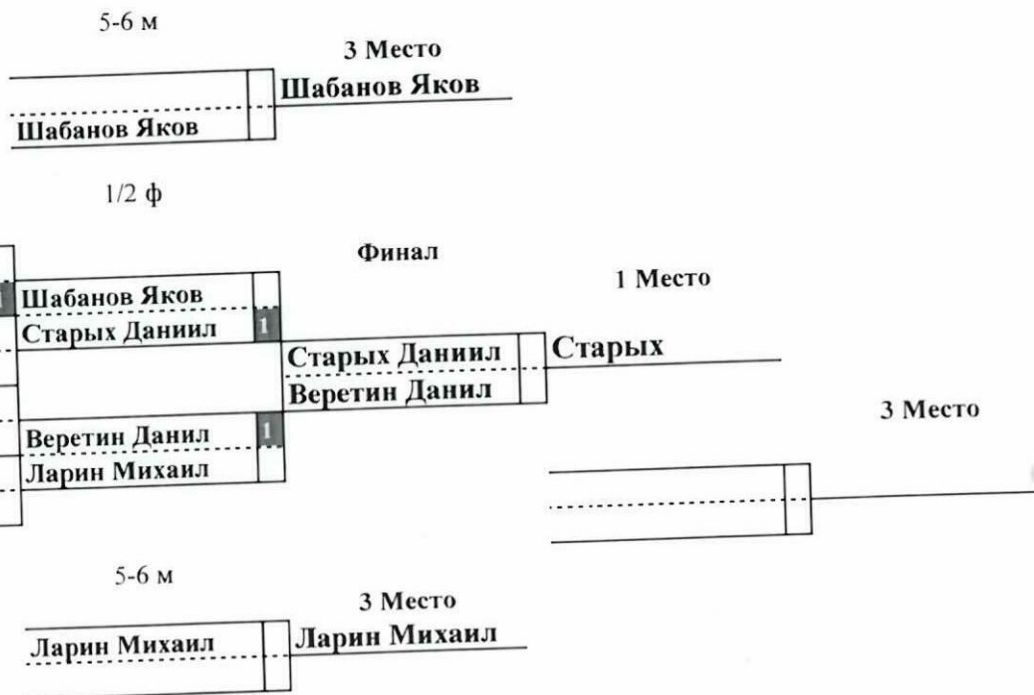 5-6 м
3 Место
Шабанов Яков
Шабанов Яков
1/2 ф
Финал
1 Место
Шабанов Яков
Старых Даниил 1
Старых Даниил
Старых
Веретин Данил
3 Место
Веретин Данил 1
Ларин Михаил
5-6 м
3 Место
Ларин Михаил
Ларин Михаил